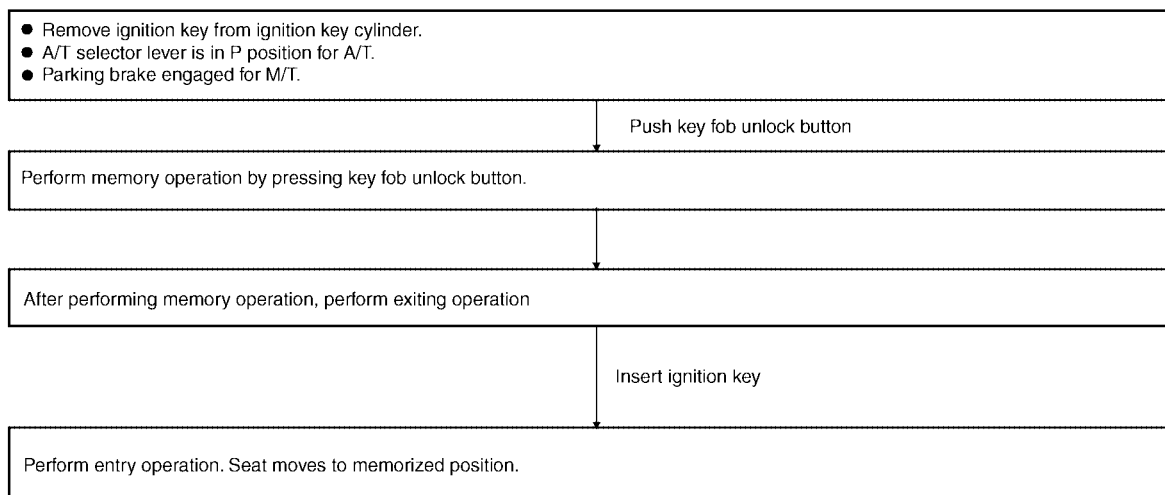 ● Remove ignition key from ignition key cylinder.
● A/T selector lever is in P position for A/T.
● Parking brake engaged for M/T.
Push key fob unlock button
Perform memory operation by pressing key fob unlock button.
After performing memory operation, perform exiting operation
Insert ignition key
Perform entry operation. Seat moves to memorized position.